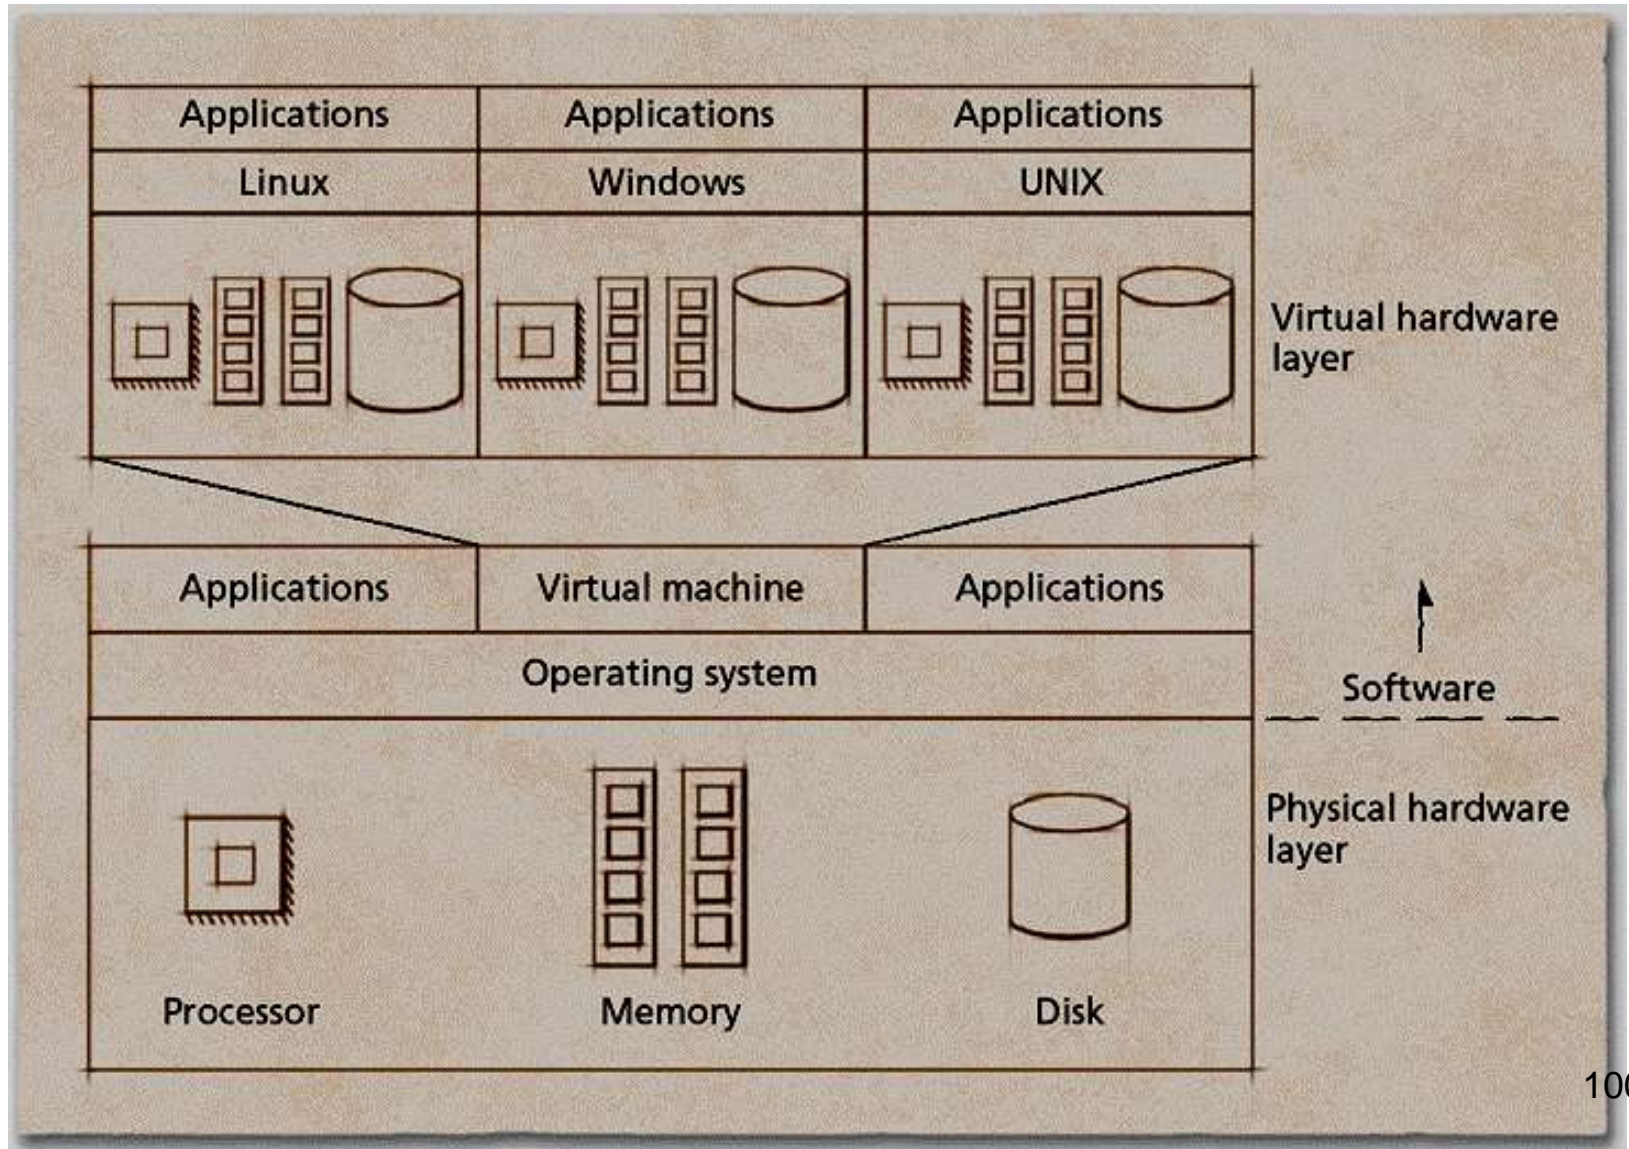 Applications Applications Applications
Linux Windows UNIX
Virtual hardware
layer
Applications Virtual machine Applications
Operating system
Software
Physical hardware
layer
Processor Memory Disk